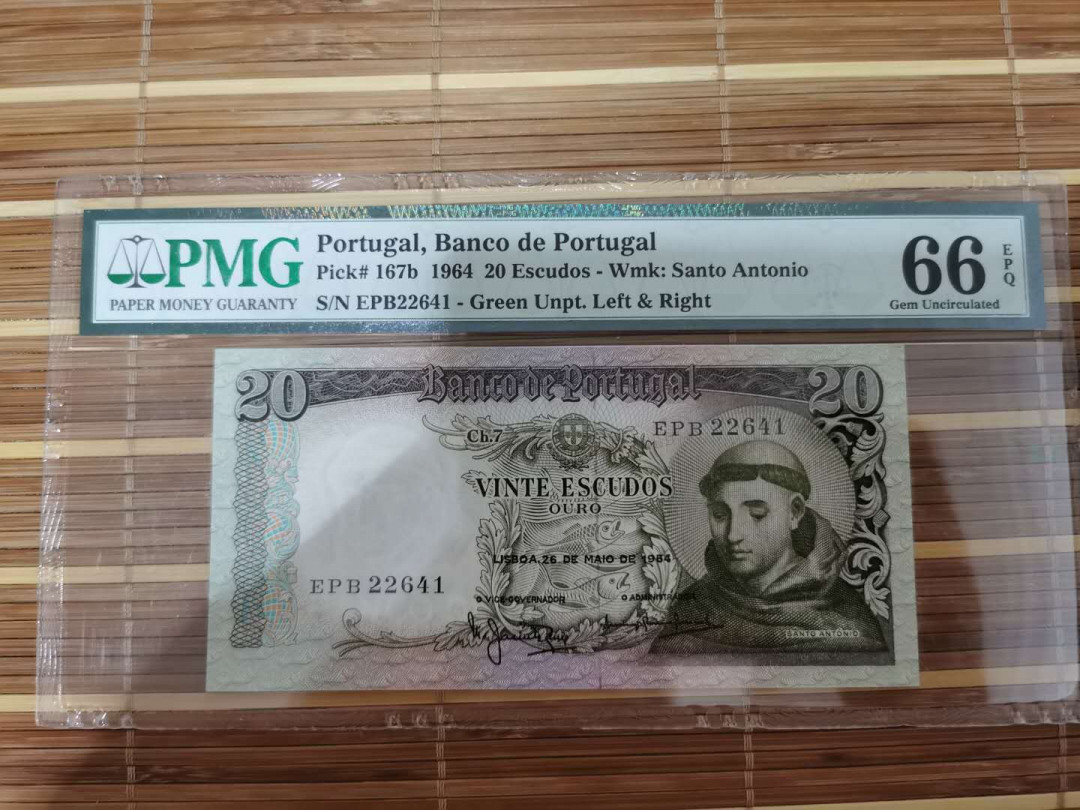 PMG
PAPER MONEY GUARANTY
Portugal, Banco de Portugal
Pick# 167b 1964 20 Escudos - Wmk: Santo Antonio
S/N EPB22641 - Green Unpt. Left & Right
66
EPQ
Gem Uncirculated
20
Banco de Portugal
20
Ch.7
EPB 22641
VINTE ESCUDOS
OURO
LISBOA, 26 DE MAIO DE 1964
EPB 22641
O VICE-GOVERNADOR
O ADMINISTRADOR
SANTO ANTÓNIO